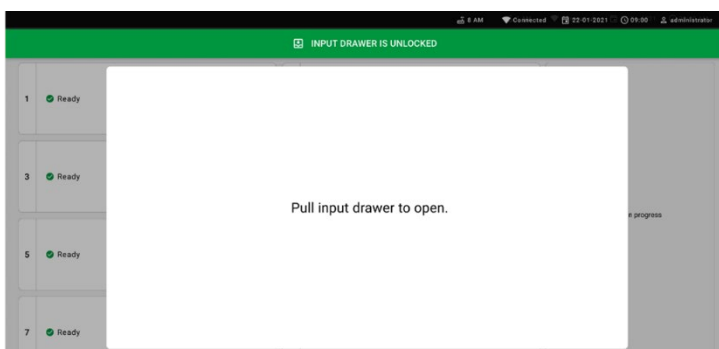 8 AM Connected 22-01-2021 09:00 administrator
INPUT DRAWER IS UNLOCKED
1 Ready
3 Ready
Pull input drawer to open.
progress
5 Ready
7 Ready